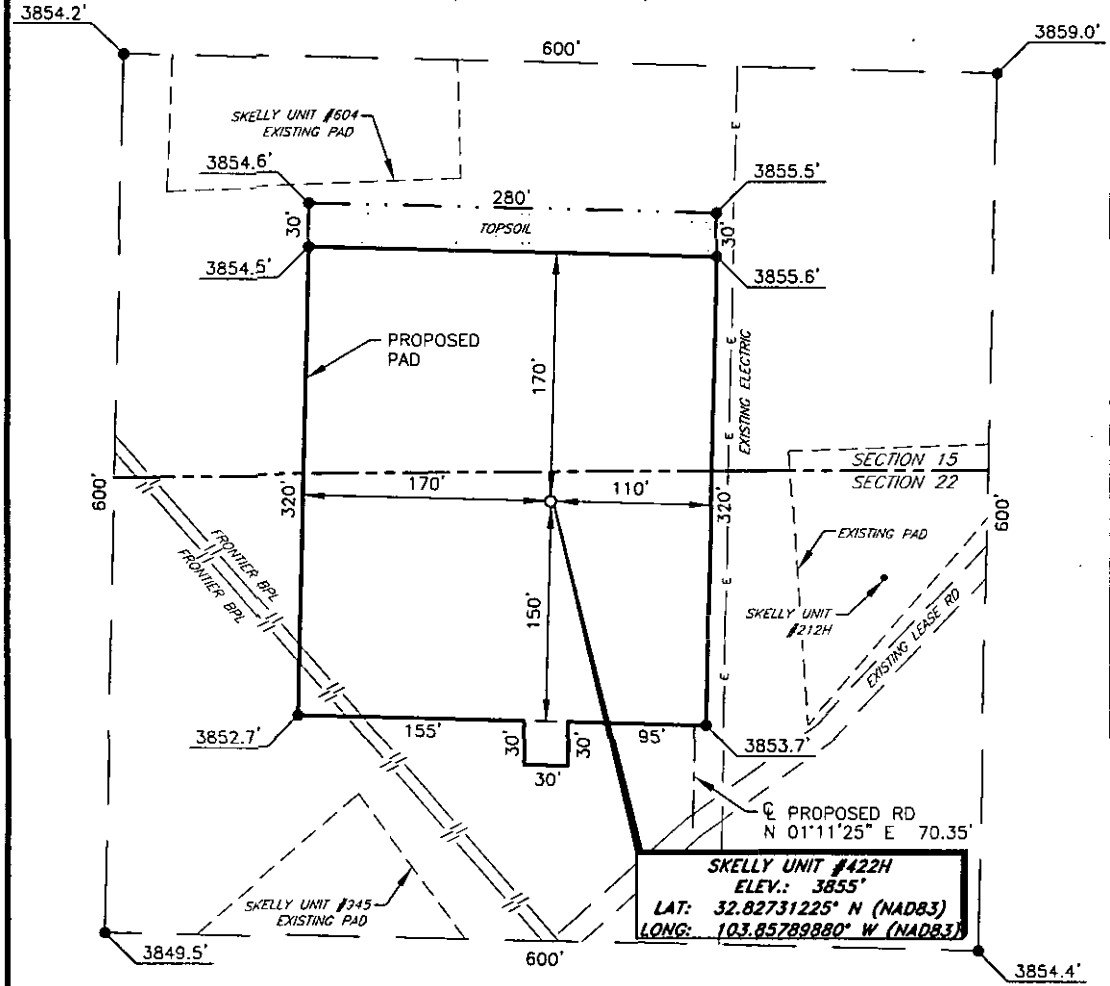 3854.2'
600'
3859.0'
SKELLY UNIT #604
EXISTING PAD
E
3854.6'
3855.5'
280'
30'
TOPSOIL
30'
3854.5'
3855.6'
E
PROPOSED
PAD
170'
E
EXISTING ELECTRIC
E
SECTION 15
SECTION 22
600'
320'
170'
110'
320'
600'
EXISTING PAD
FRONTIER BPL
FRONTIER BPL
E
150'
SKELLY UNIT
#212H
EXISTING LEASE RD
E
3852.7'
155'
30'
30'
95'
3853.7'
30'
℄ PROPOSED RD
N 01°11'25" E 70.35'
SKELLY UNIT #422H
ELEV.: 3855'
LAT: 32.82731225° N (NAD83)
LONG: 103.85789880° W (NAD83)
SKELLY UNIT #945
EXISTING PAD
3849.5'
600'
3854.4'